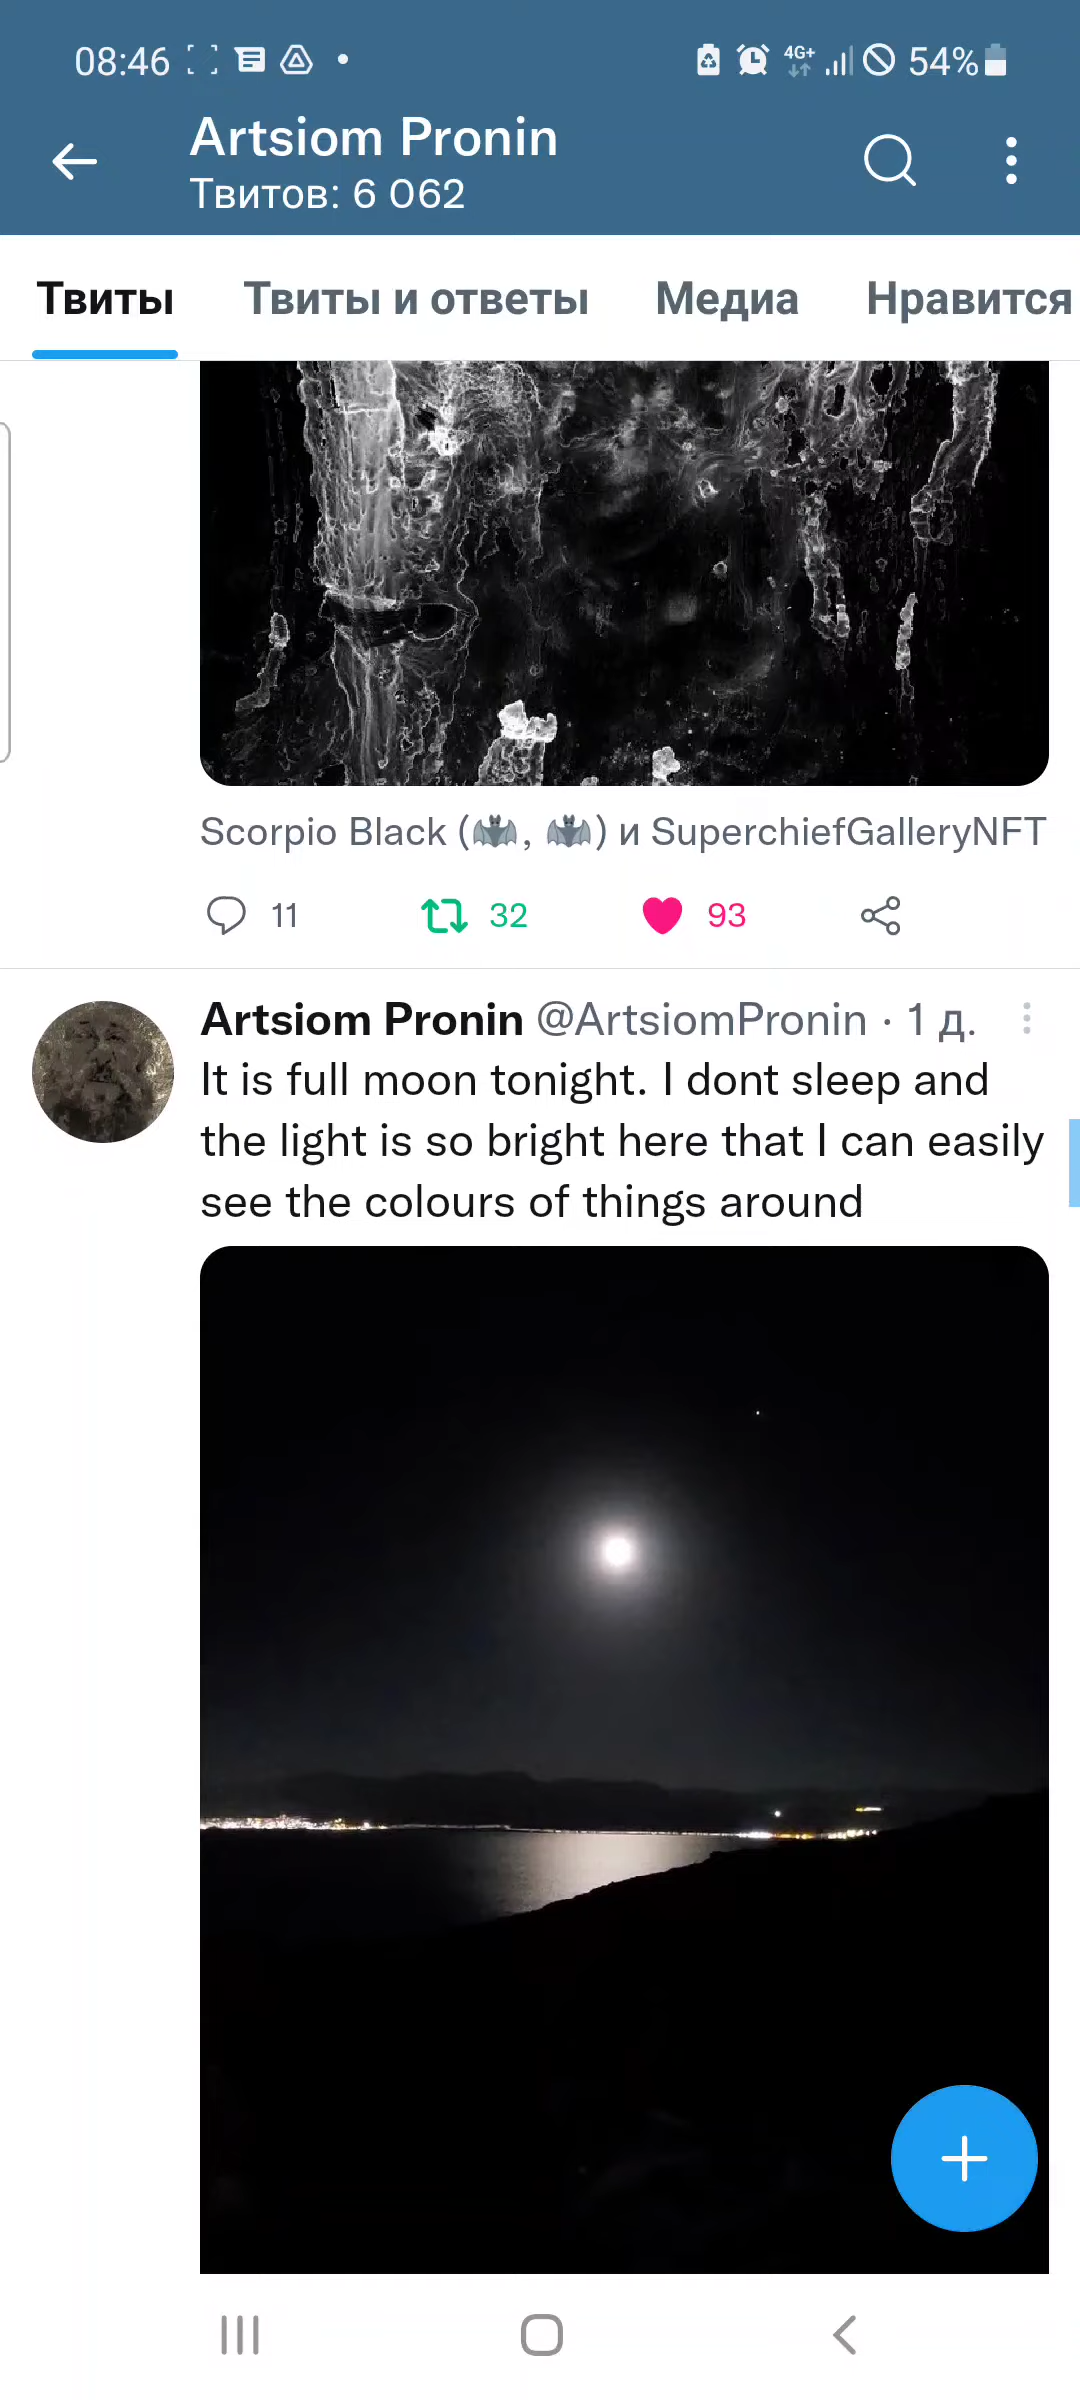 08:46 4G+ 54%
Artsiom Pronin
Твитов: 6 062
Твиты Твиты и ответы Медиа Нравится
Scorpio Black (🦇, 🦇) и SuperchiefGalleryNFT
11 32 93
Artsiom Pronin @ArtsiomPronin · 1 д.
It is full moon tonight. I dont sleep and
the light is so bright here that I can easily
see the colours of things around